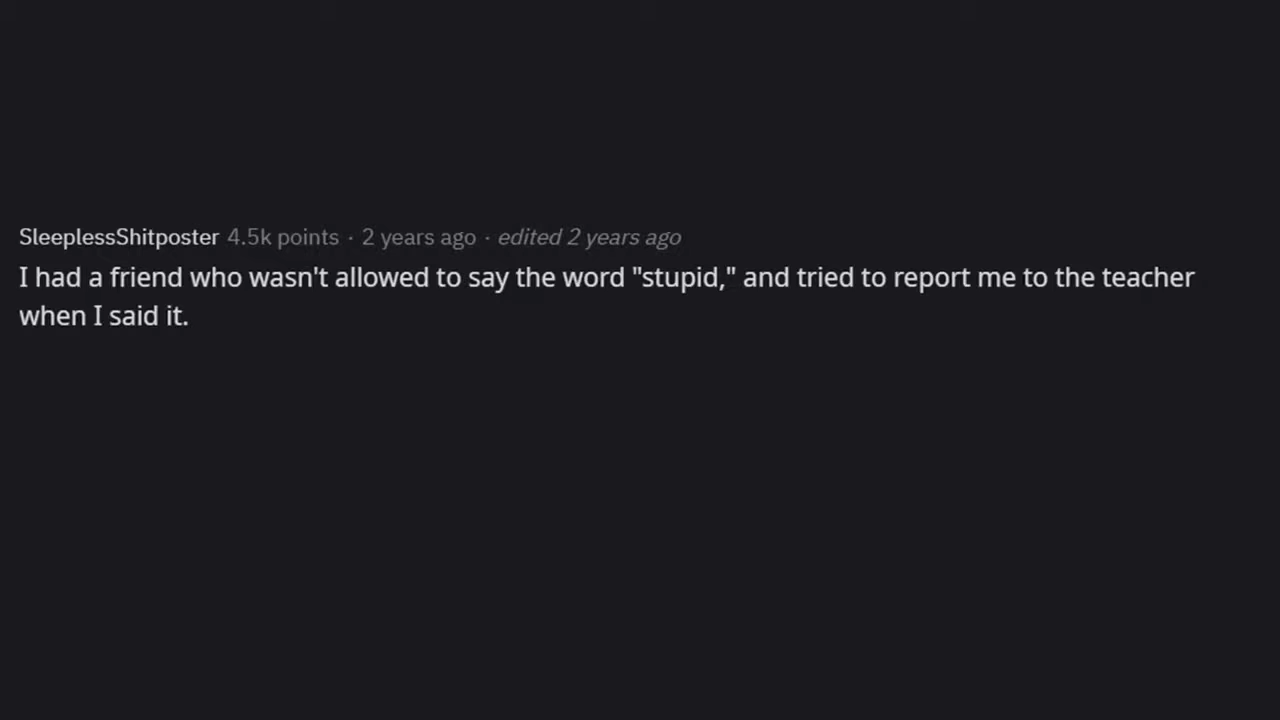 SleeplessShitposter 4.5k points · 2 years ago · edited 2 years ago
I had a friend who wasn't allowed to say the word "stupid," and tried to report me to the teacher
when I said it.